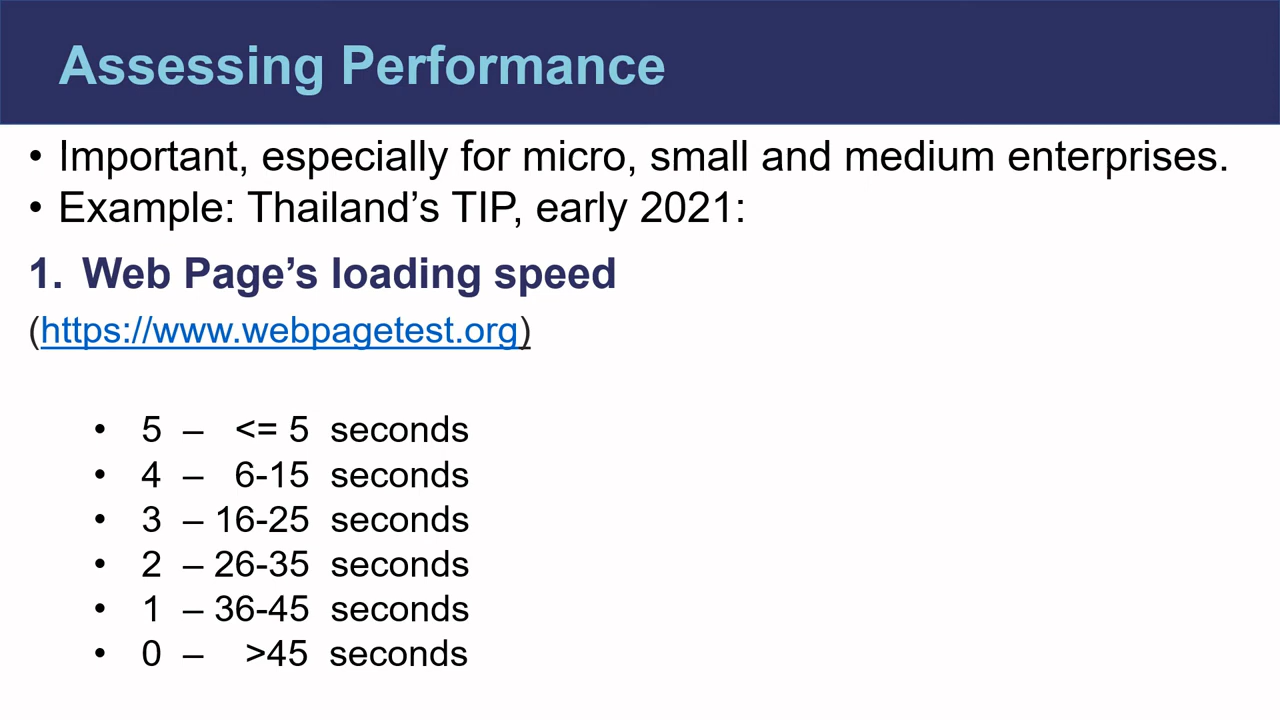 Assessing Performance
• Important, especially for micro, small and medium enterprises.
• Example: Thailand’s TIP, early 2021:
1. Web Page’s loading speed
(https://www.webpagetest.org)
• 5 – <= 5 seconds
• 4 – 6-15 seconds
• 3 – 16-25 seconds
• 2 – 26-35 seconds
• 1 – 36-45 seconds
• 0 – >45 seconds